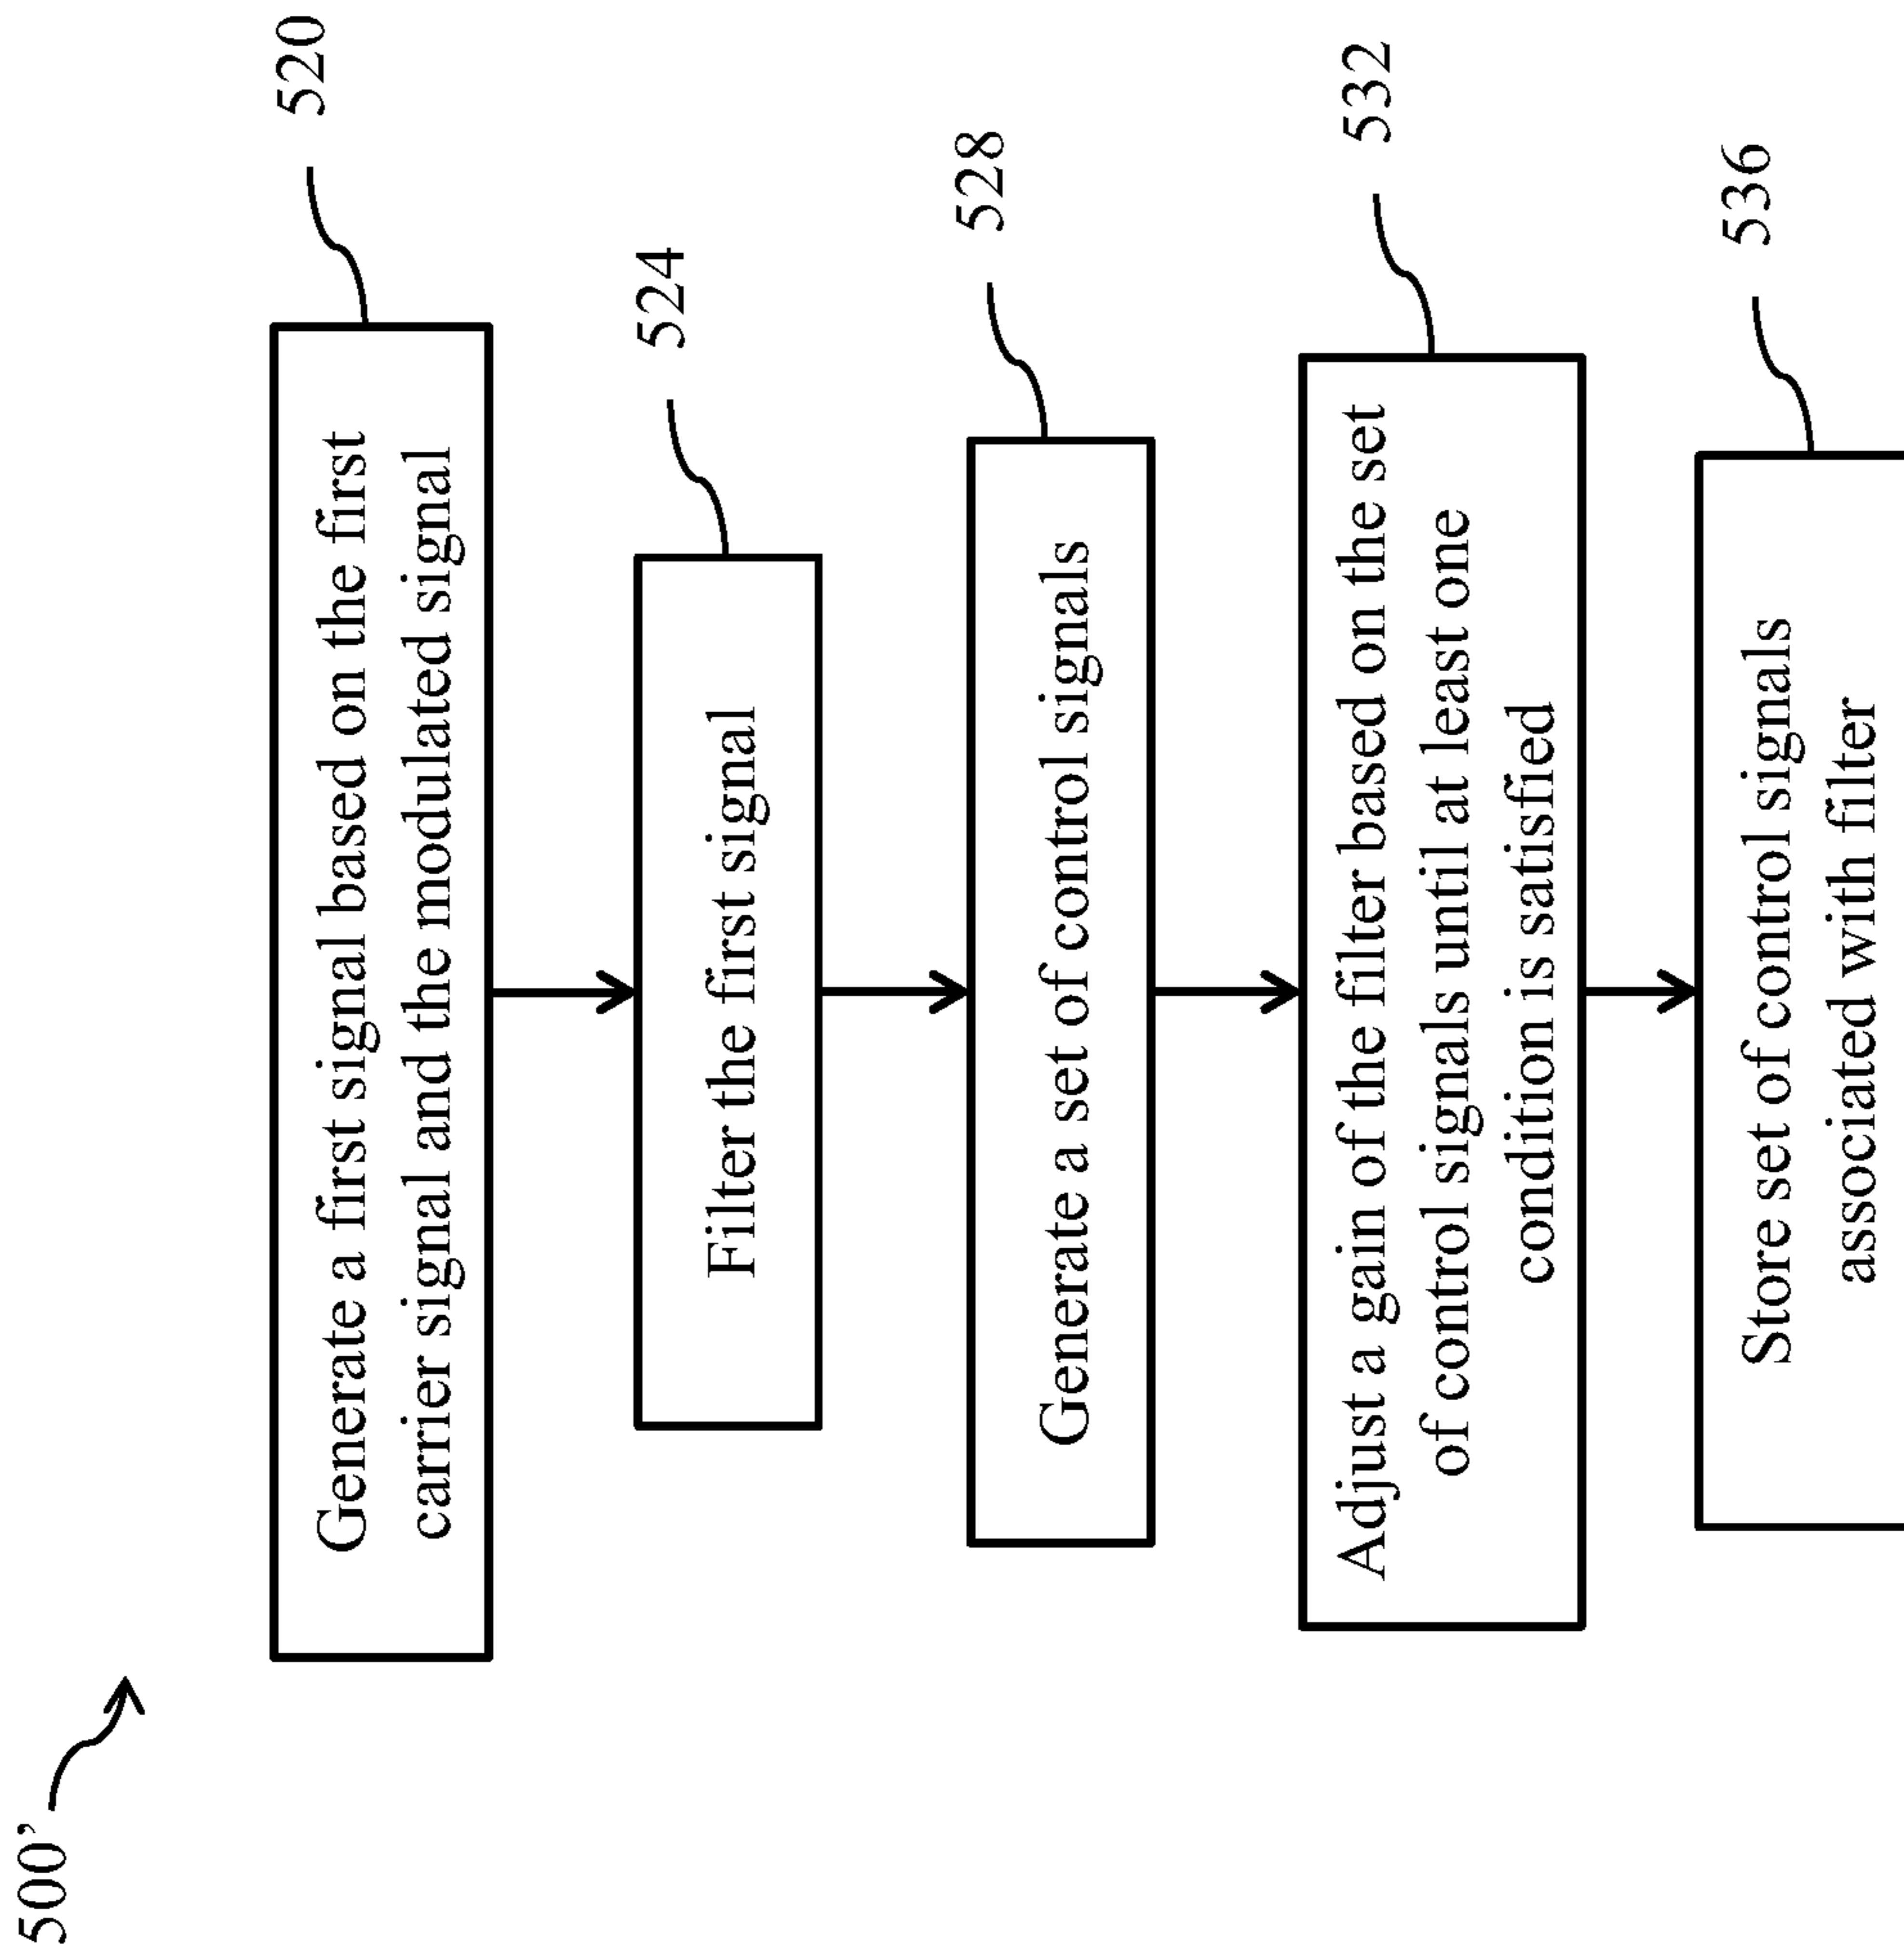 500’
520
Generate a first signal based on the first
carrier signal and the modulated signal
524
Filter the first signal
528
Generate a set of control signals
532
Adjust a gain of the filter based on the set
of control signals until at least one
condition is satisfied
536
Store set of control signals
associated with filter